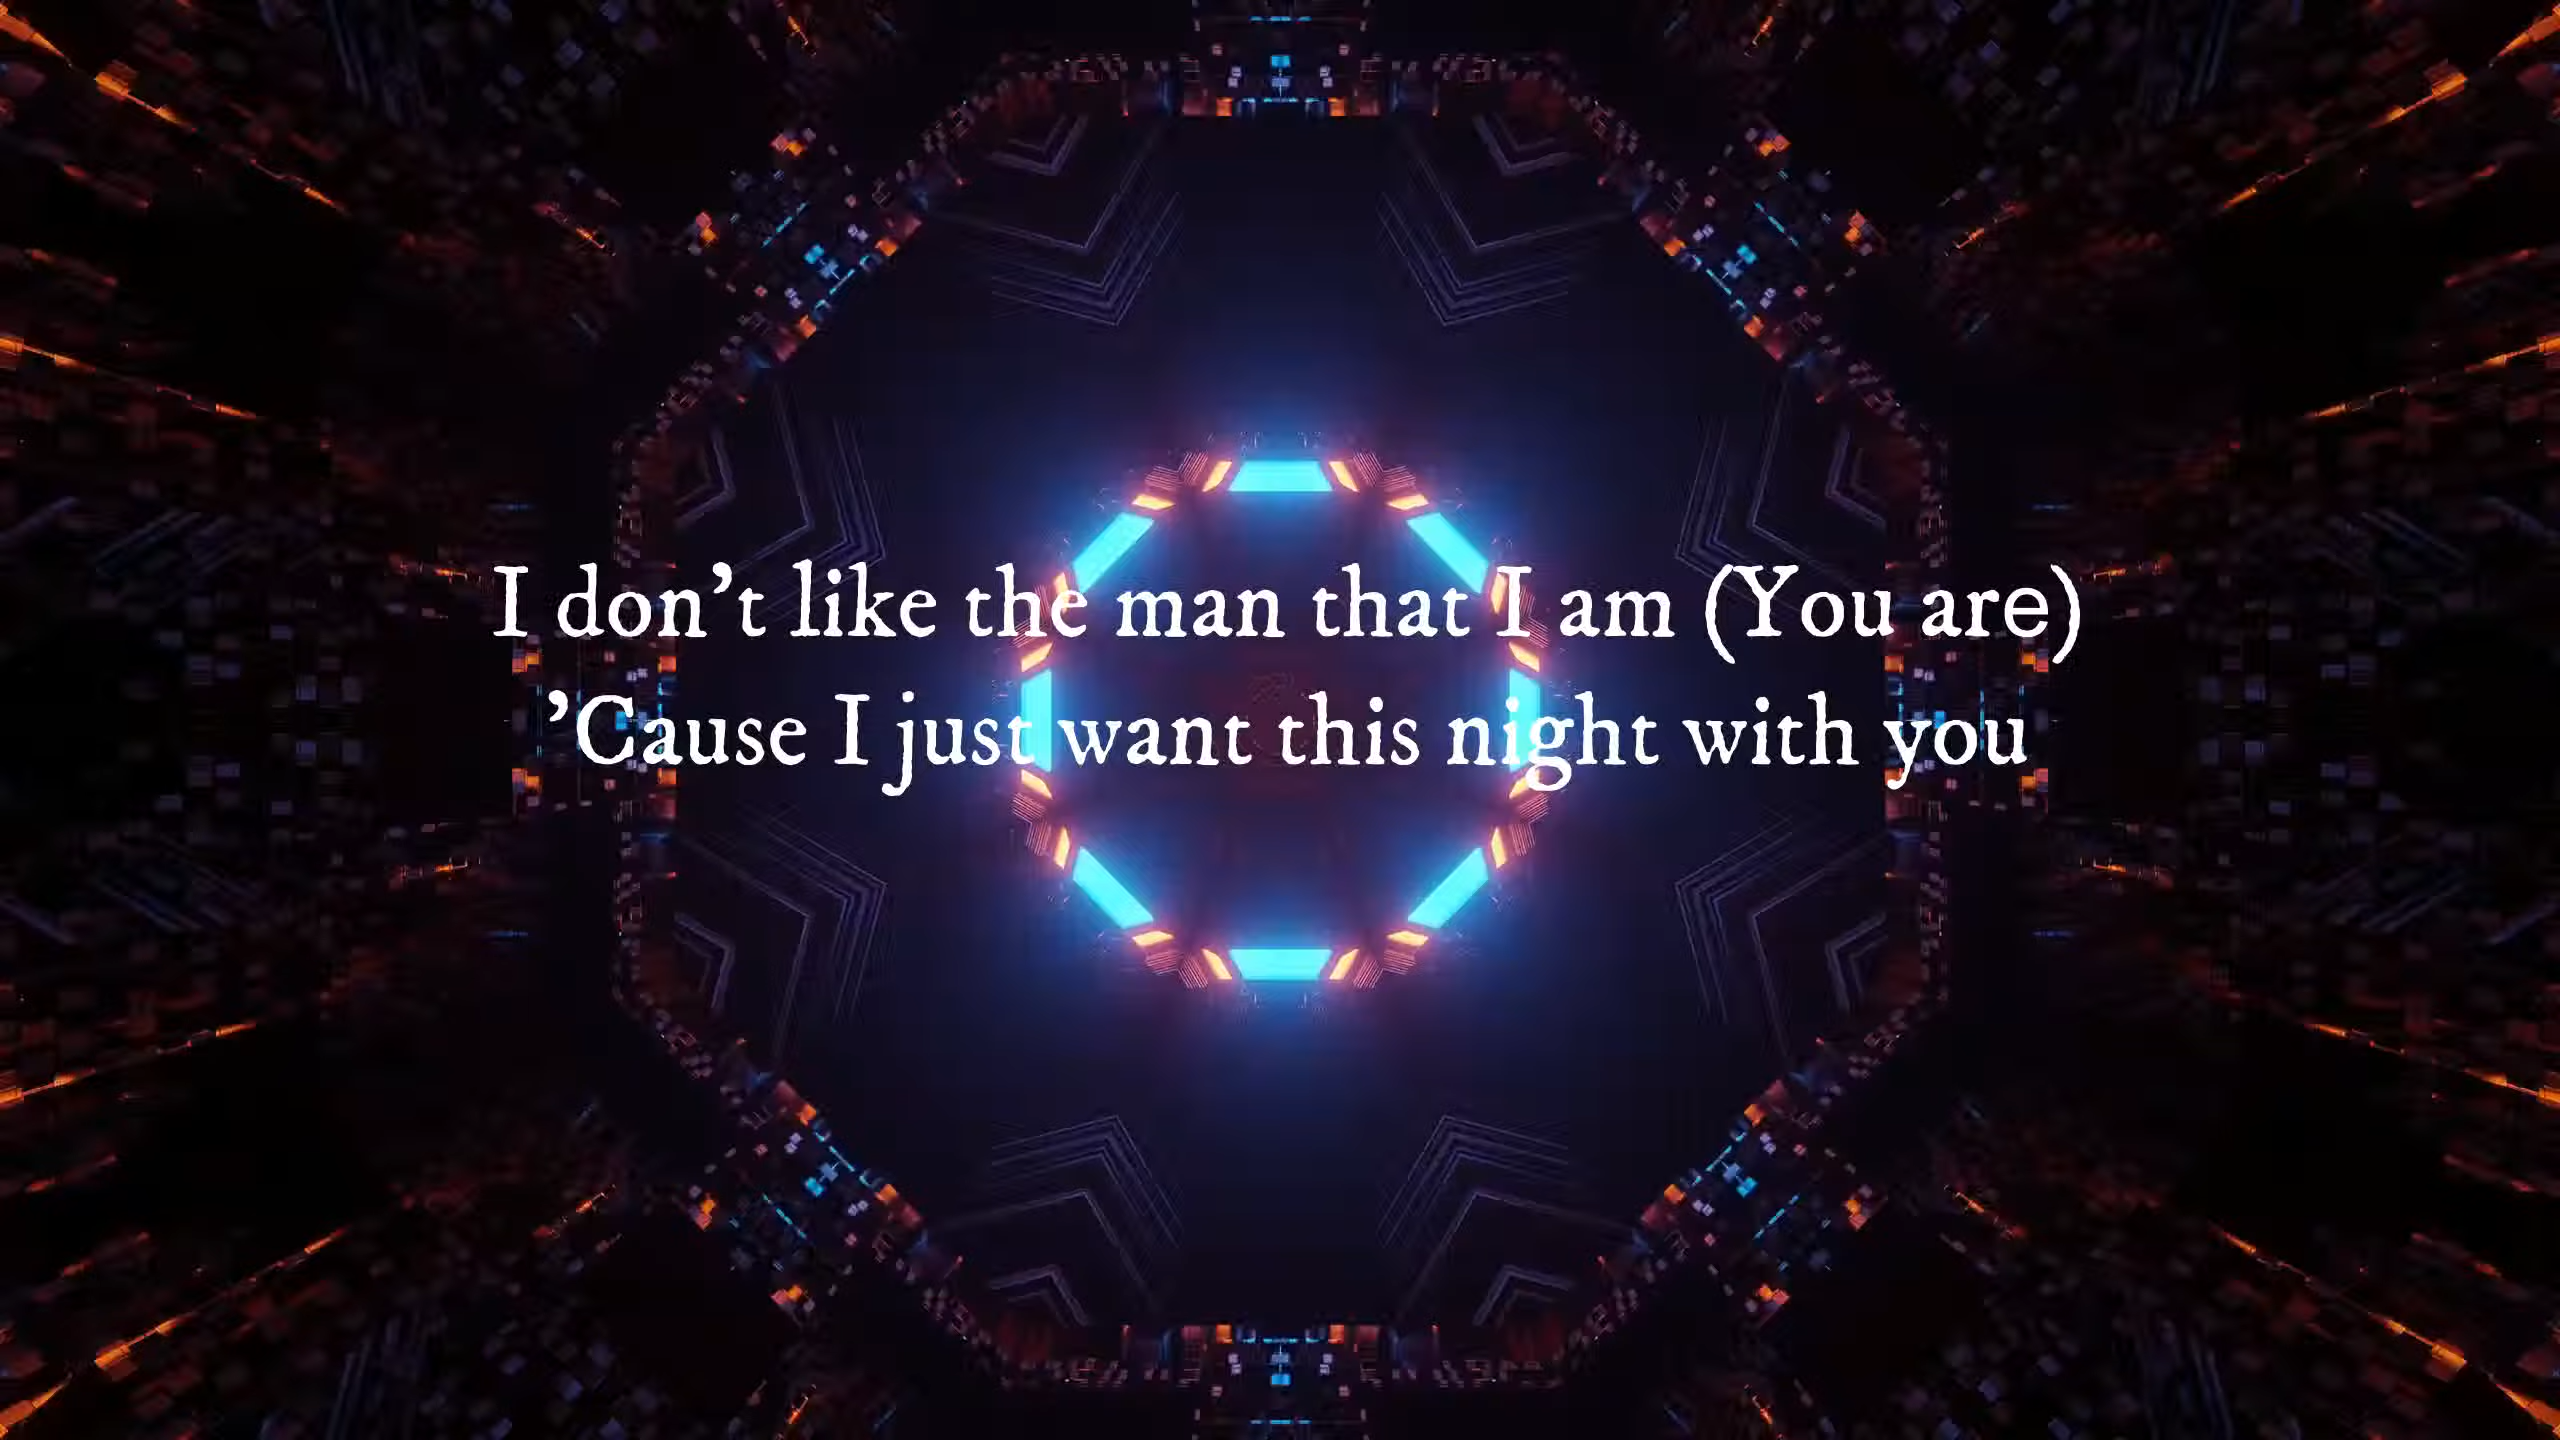 I don’t like the man that I am (You are)
’Cause I just want this night with you